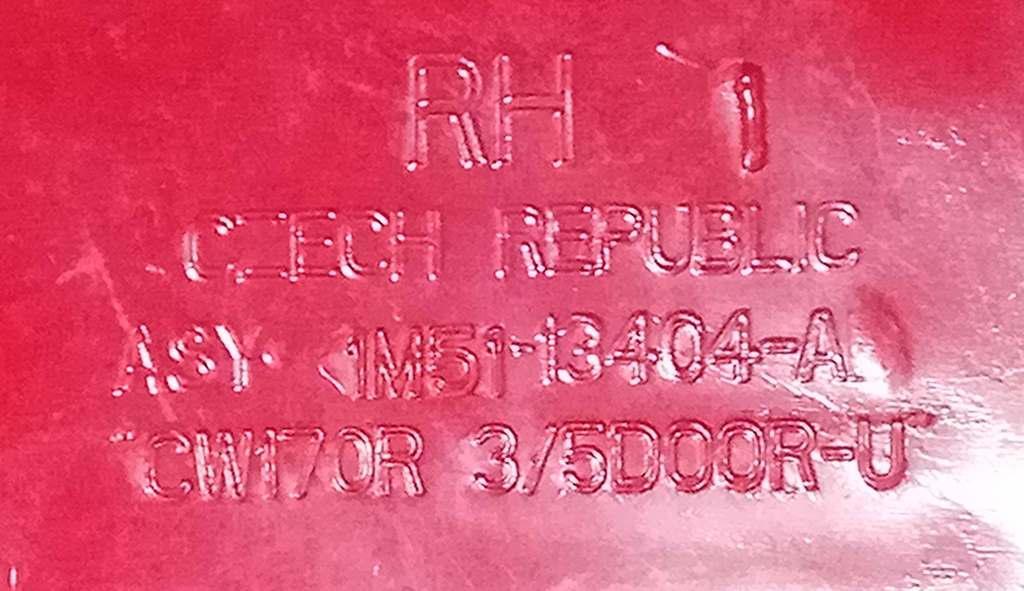 RH 1
CZECH REPUBLIC
ASY 1M51-13404-A
CW170R 3/5DOOR-U